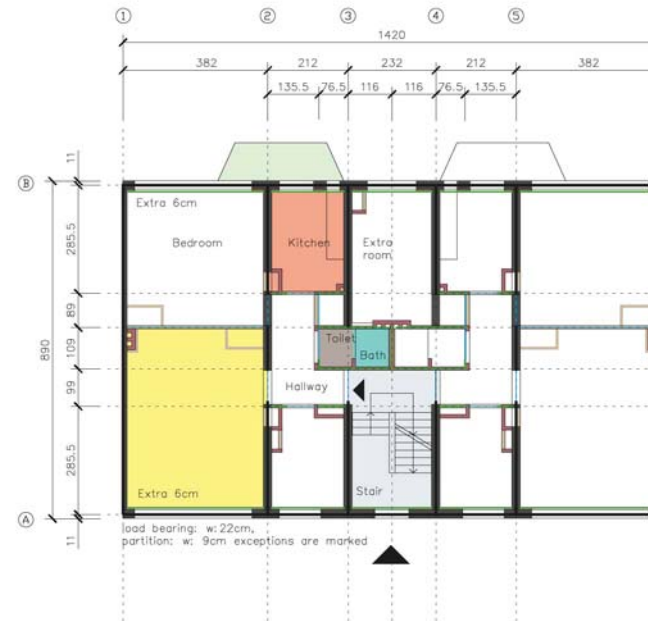 1 2 3 4 5
1420
382 212 232 212 382
135.5 76.5 116 116 76.5 135.5
11
B
Extra 6cm
Bedroom Kitchen Extra
room
285.5
89
890
109
Toilet
Bath
99
Hallway
285.5
Extra 6cm
Stair
A
11
load bearing: w:22cm,
partition: w: 9cm exceptions are marked